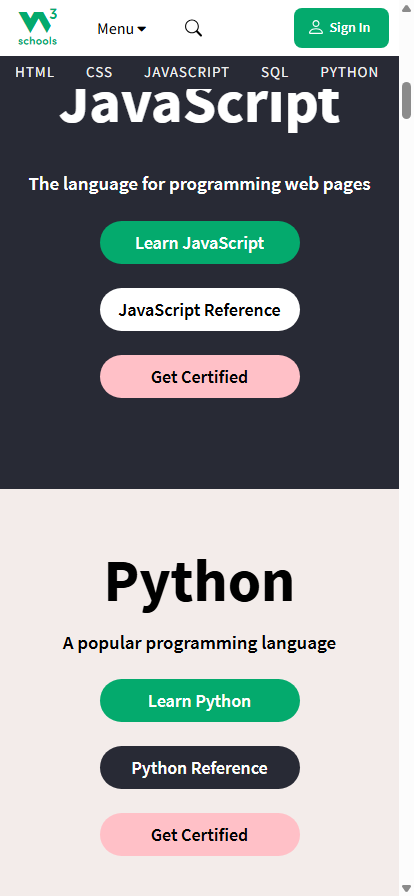 3
schools
Menu
Sign In
HTML CSS JAVASCRIPT SQL PYTHON
JavaScript
The language for programming web pages
Learn JavaScript
JavaScript Reference
Get Certified
Python
A popular programming language
Learn Python
Python Reference
Get Certified